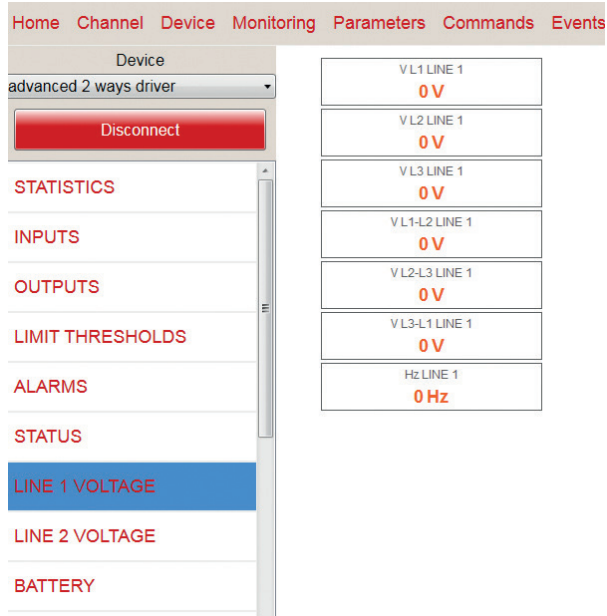 Home Channel Device Monitoring Parameters Commands Events
Device
advanced 2 ways driver
Disconnect
STATISTICS
INPUTS
OUTPUTS
LIMIT THRESHOLDS
ALARMS
STATUS
LINE 1 VOLTAGE
LINE 2 VOLTAGE
BATTERY
V L1 LINE 1
0 V
V L2 LINE 1
0 V
V L3 LINE 1
0 V
V L1-L2 LINE 1
0 V
V L2-L3 LINE 1
0 V
V L3-L1 LINE 1
0 V
Hz LINE 1
0 Hz